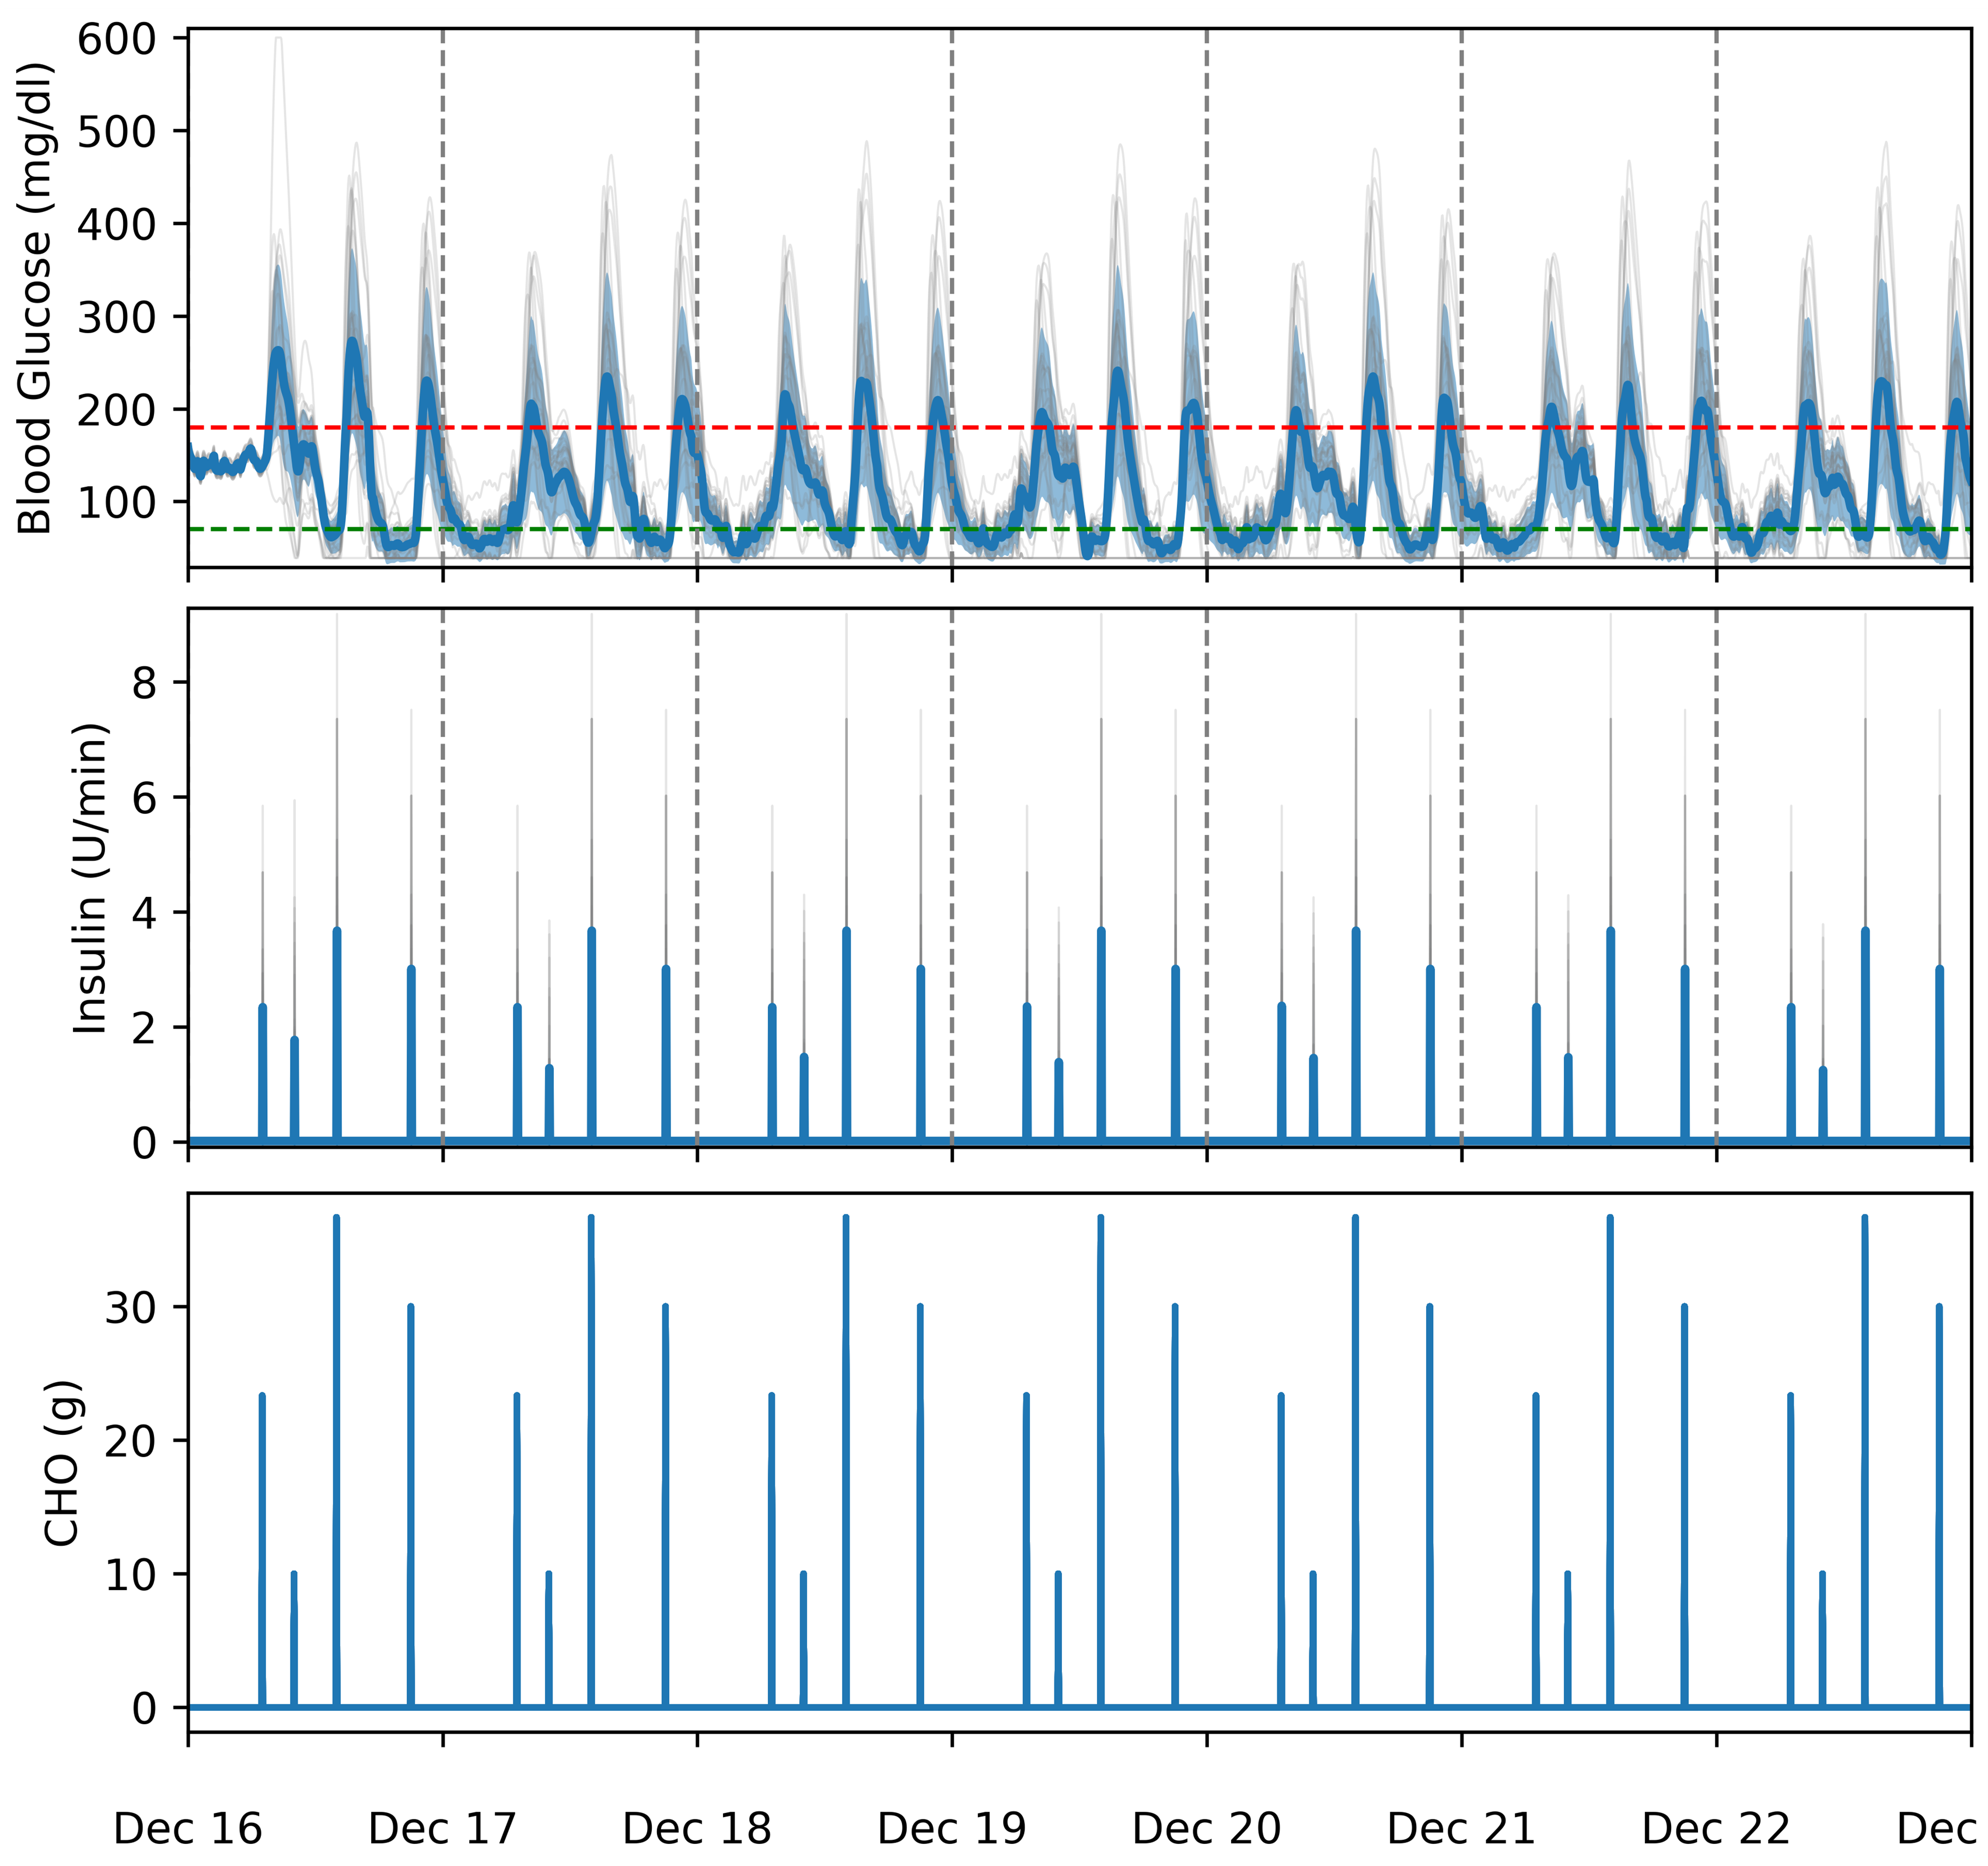 600
500
400
300
200
100
Blood Glucose (mg/dl)
8
6
4
2
0
Insulin (U/min)
30
20
10
0
CHO (g)
Dec 16
Dec 17
Dec 18
Dec 19
Dec 20
Dec 21
Dec 22
Dec